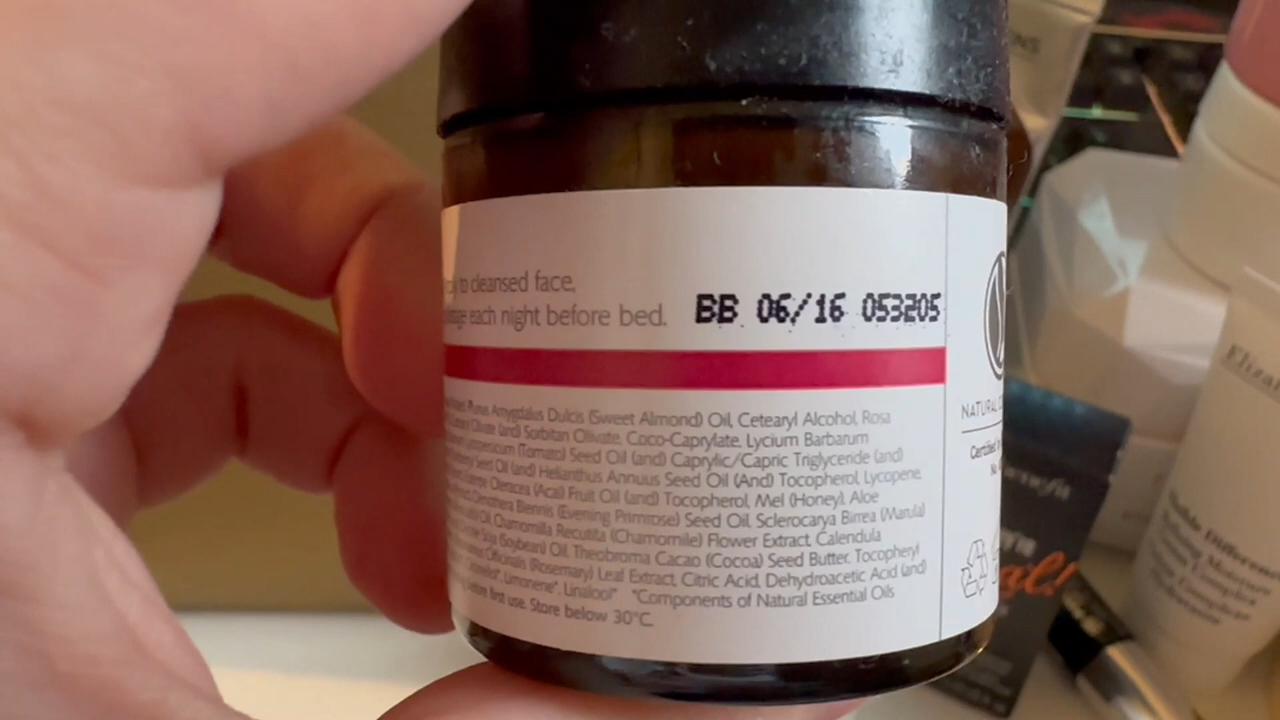 to cleansed face,
each night before bed.
BB 06/16 053205
Amygdalus Dulcis (Sweet Almond) Oil, Cetearyl Alcohol, Rosa
Olivate (and) Sorbitan Olivate, Coco-Caprylate, Lycium Barbarum
(Tomato) Seed Oil (and) Caprylic/Capric Triglyceride (and)
Seed Oil (and) Helianthus Annuus Seed Oil (And) Tocopherol, Lycopene,
Oleracea (Acai) Fruit Oil (and) Tocopherol, Mel (Honey), Aloe
Oenothera Biennis (Evening Primrose) Seed Oil, Sclerocarya Birrea (Marula)
Oil, Chamomilla Recutita (Chamomile) Flower Extract, Calendula
Soja (Soybean) Oil, Theobroma Cacao (Cocoa) Seed Butter, Tocopheryl
Officinalis (Rosemary) Leaf Extract, Citric Acid, Dehydroacetic Acid (and)
Limonene*, Linalool* *Components of Natural Essential Oils
before first use. Store below 30°C.
NATURAL
Certified
benefit